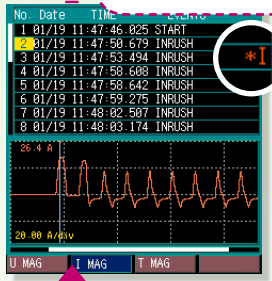 No. Date TIME EVENTS
1 01/19 11:47:46.025 START
2 01/19 11:47:50.679 INRUSH
3 01/19 11:47:53.494 INRUSH
4 01/19 11:47:58.608 INRUSH
5 01/19 11:47:58.642 INRUSH
6 01/19 11:47:59.275 INRUSH
7 01/19 11:48:02.507 INRUSH
8 01/19 11:48:03.174 INRUSH
*I
26.4 A
20.00 A/div
U MAG I MAG T MAG